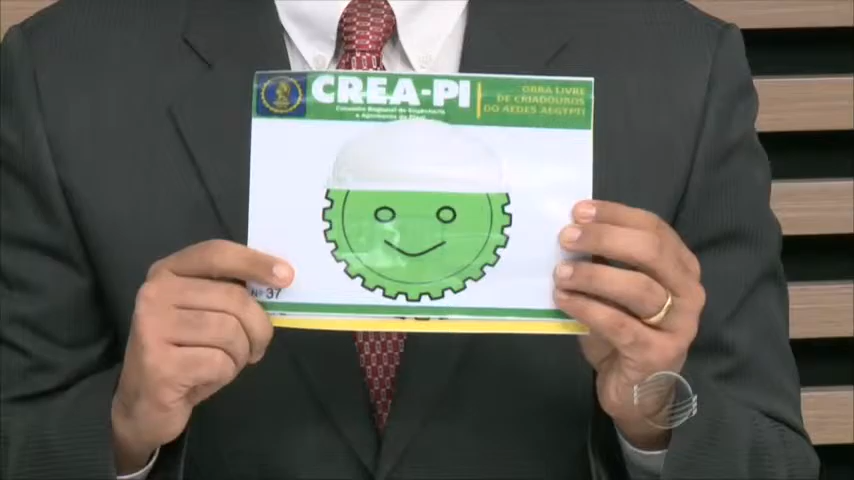 CREA-PI
Conselho Regional de Engenharia
e Agronomia do Piauí
OBRA LIVRE
DE CRIADOUROS
DO AEDES AEGYPTI
Nº 37